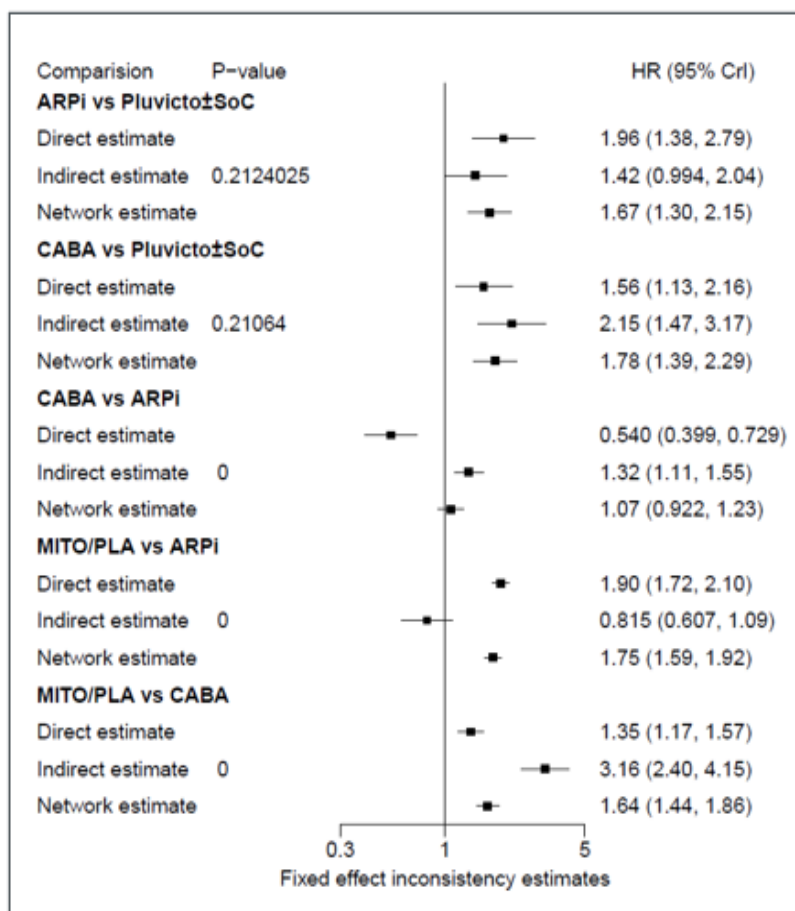 Comparision P-value HR (95% CrI)
ARPi vs Pluvicto±SoC
Direct estimate 1.96 (1.38, 2.79)
Indirect estimate 0.2124025 1.42 (0.994, 2.04)
Network estimate 1.67 (1.30, 2.15)
CABA vs Pluvicto±SoC
Direct estimate 1.56 (1.13, 2.16)
Indirect estimate 0.21064 2.15 (1.47, 3.17)
Network estimate 1.78 (1.39, 2.29)
CABA vs ARPi
Direct estimate 0.540 (0.399, 0.729)
Indirect estimate 0 1.32 (1.11, 1.55)
Network estimate 1.07 (0.922, 1.23)
MITO/PLA vs ARPi
Direct estimate 1.90 (1.72, 2.10)
Indirect estimate 0 0.815 (0.607, 1.09)
Network estimate 1.75 (1.59, 1.92)
MITO/PLA vs CABA
Direct estimate 1.35 (1.17, 1.57)
Indirect estimate 0 3.16 (2.40, 4.15)
Network estimate 1.64 (1.44, 1.86)
0.3 1 5
Fixed effect inconsistency estimates